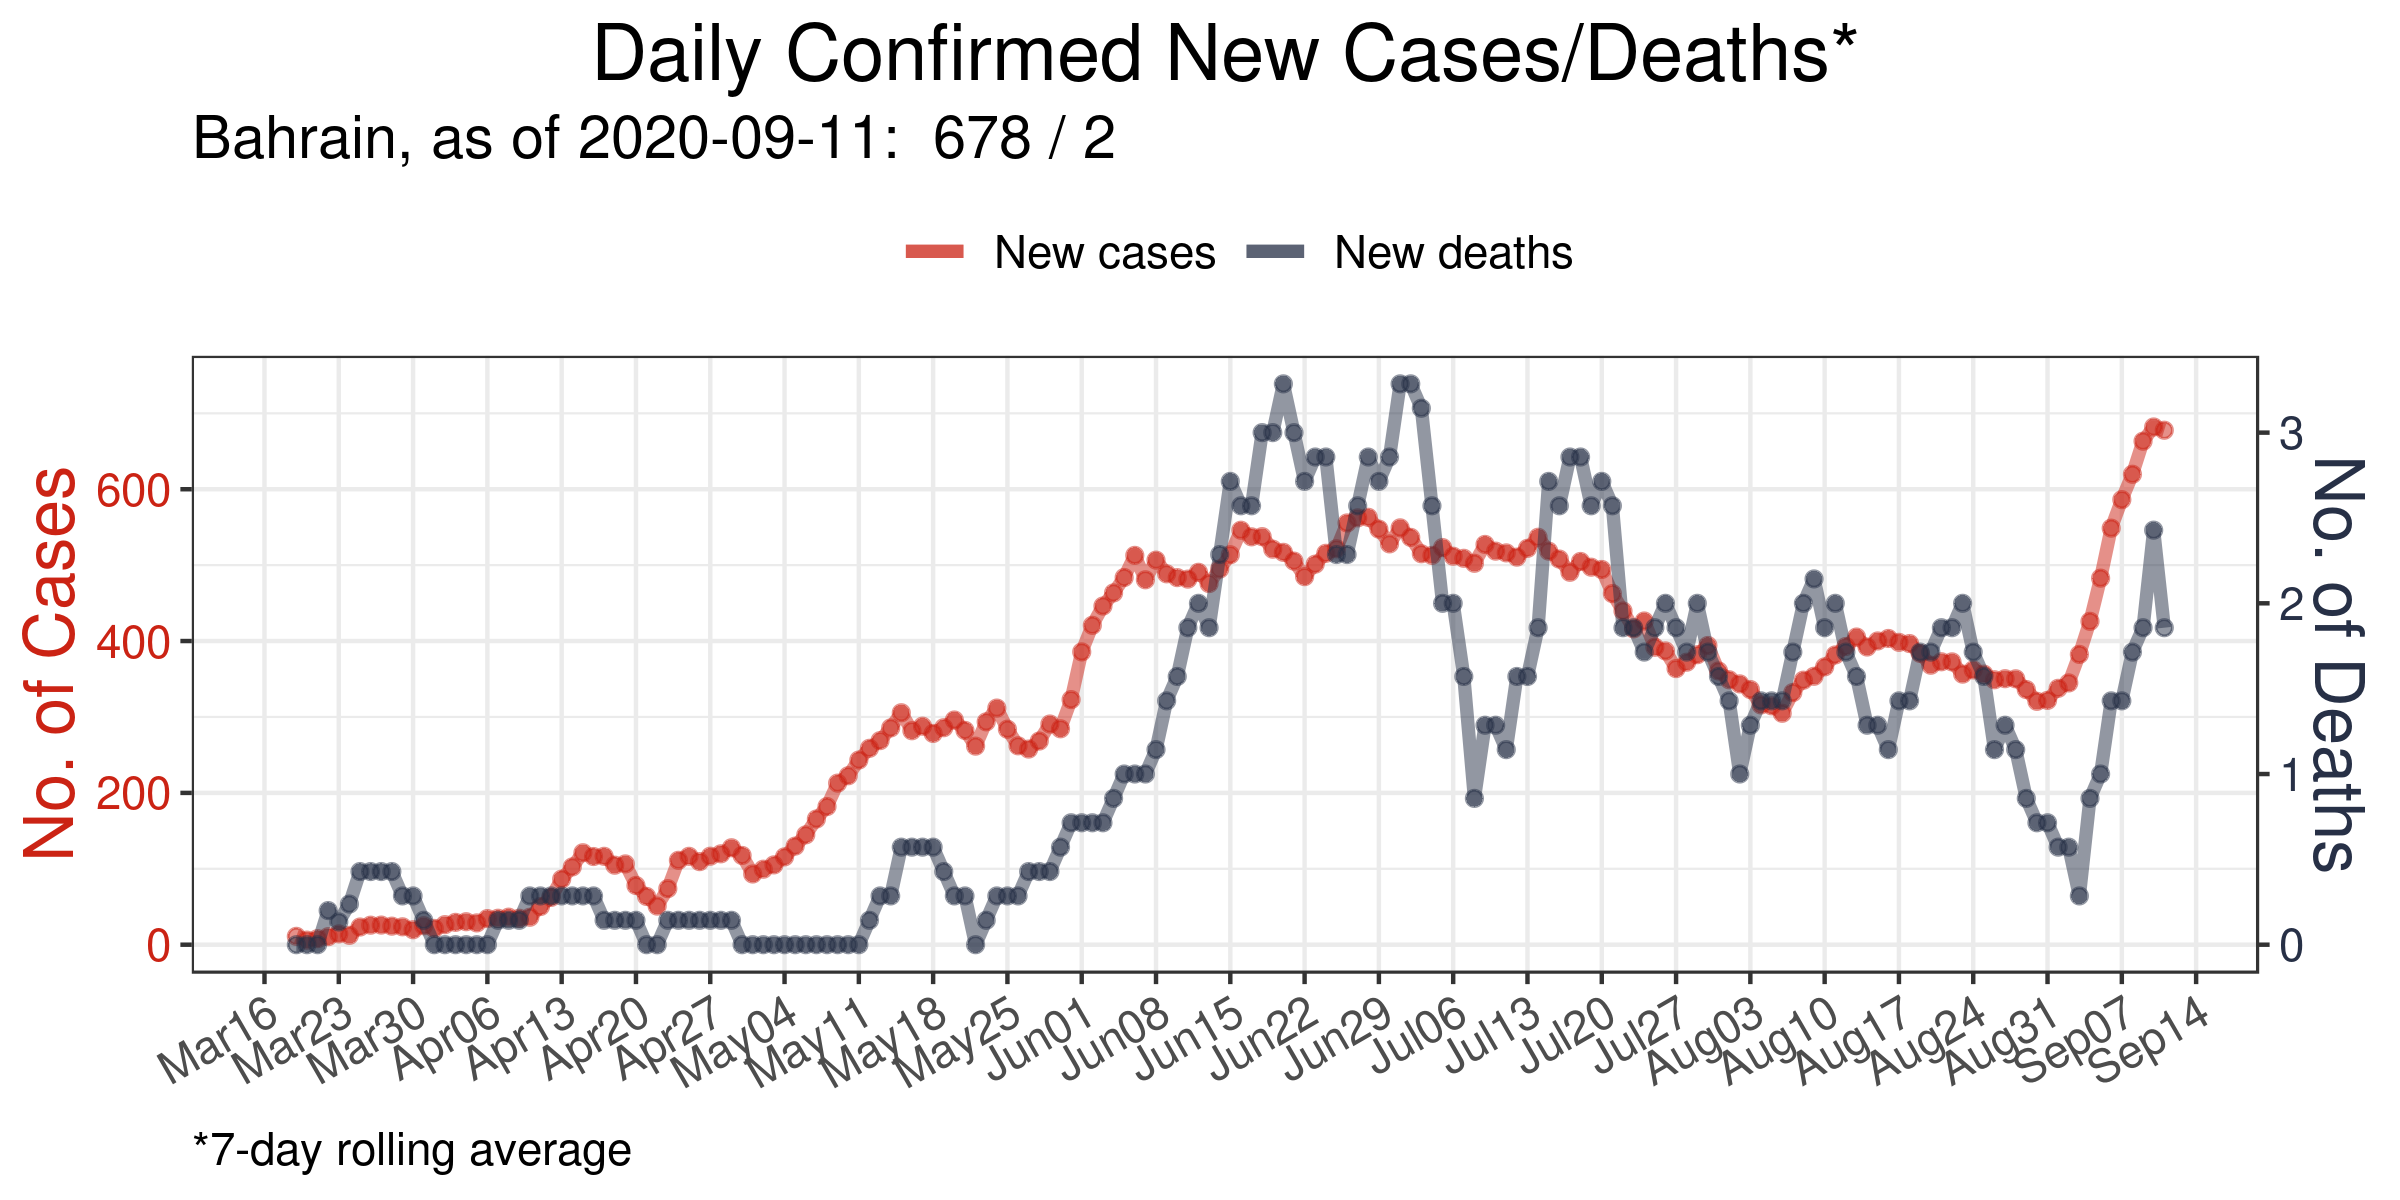 Daily Confirmed New Cases/Deaths*
Bahrain, as of 2020-09-11:  678 / 2
New cases
New deaths
No. of Cases
600
400
200
0
3
2
1
0
No. of Deaths
Mar16
Mar23
Mar30
Apr06
Apr13
Apr20
Apr27
May04
May11
May18
May25
Jun01
Jun08
Jun15
Jun22
Jun29
Jul06
Jul13
Jul20
Jul27
Aug03
Aug10
Aug17
Aug24
Aug31
Sep07
Sep14
*7-day rolling average